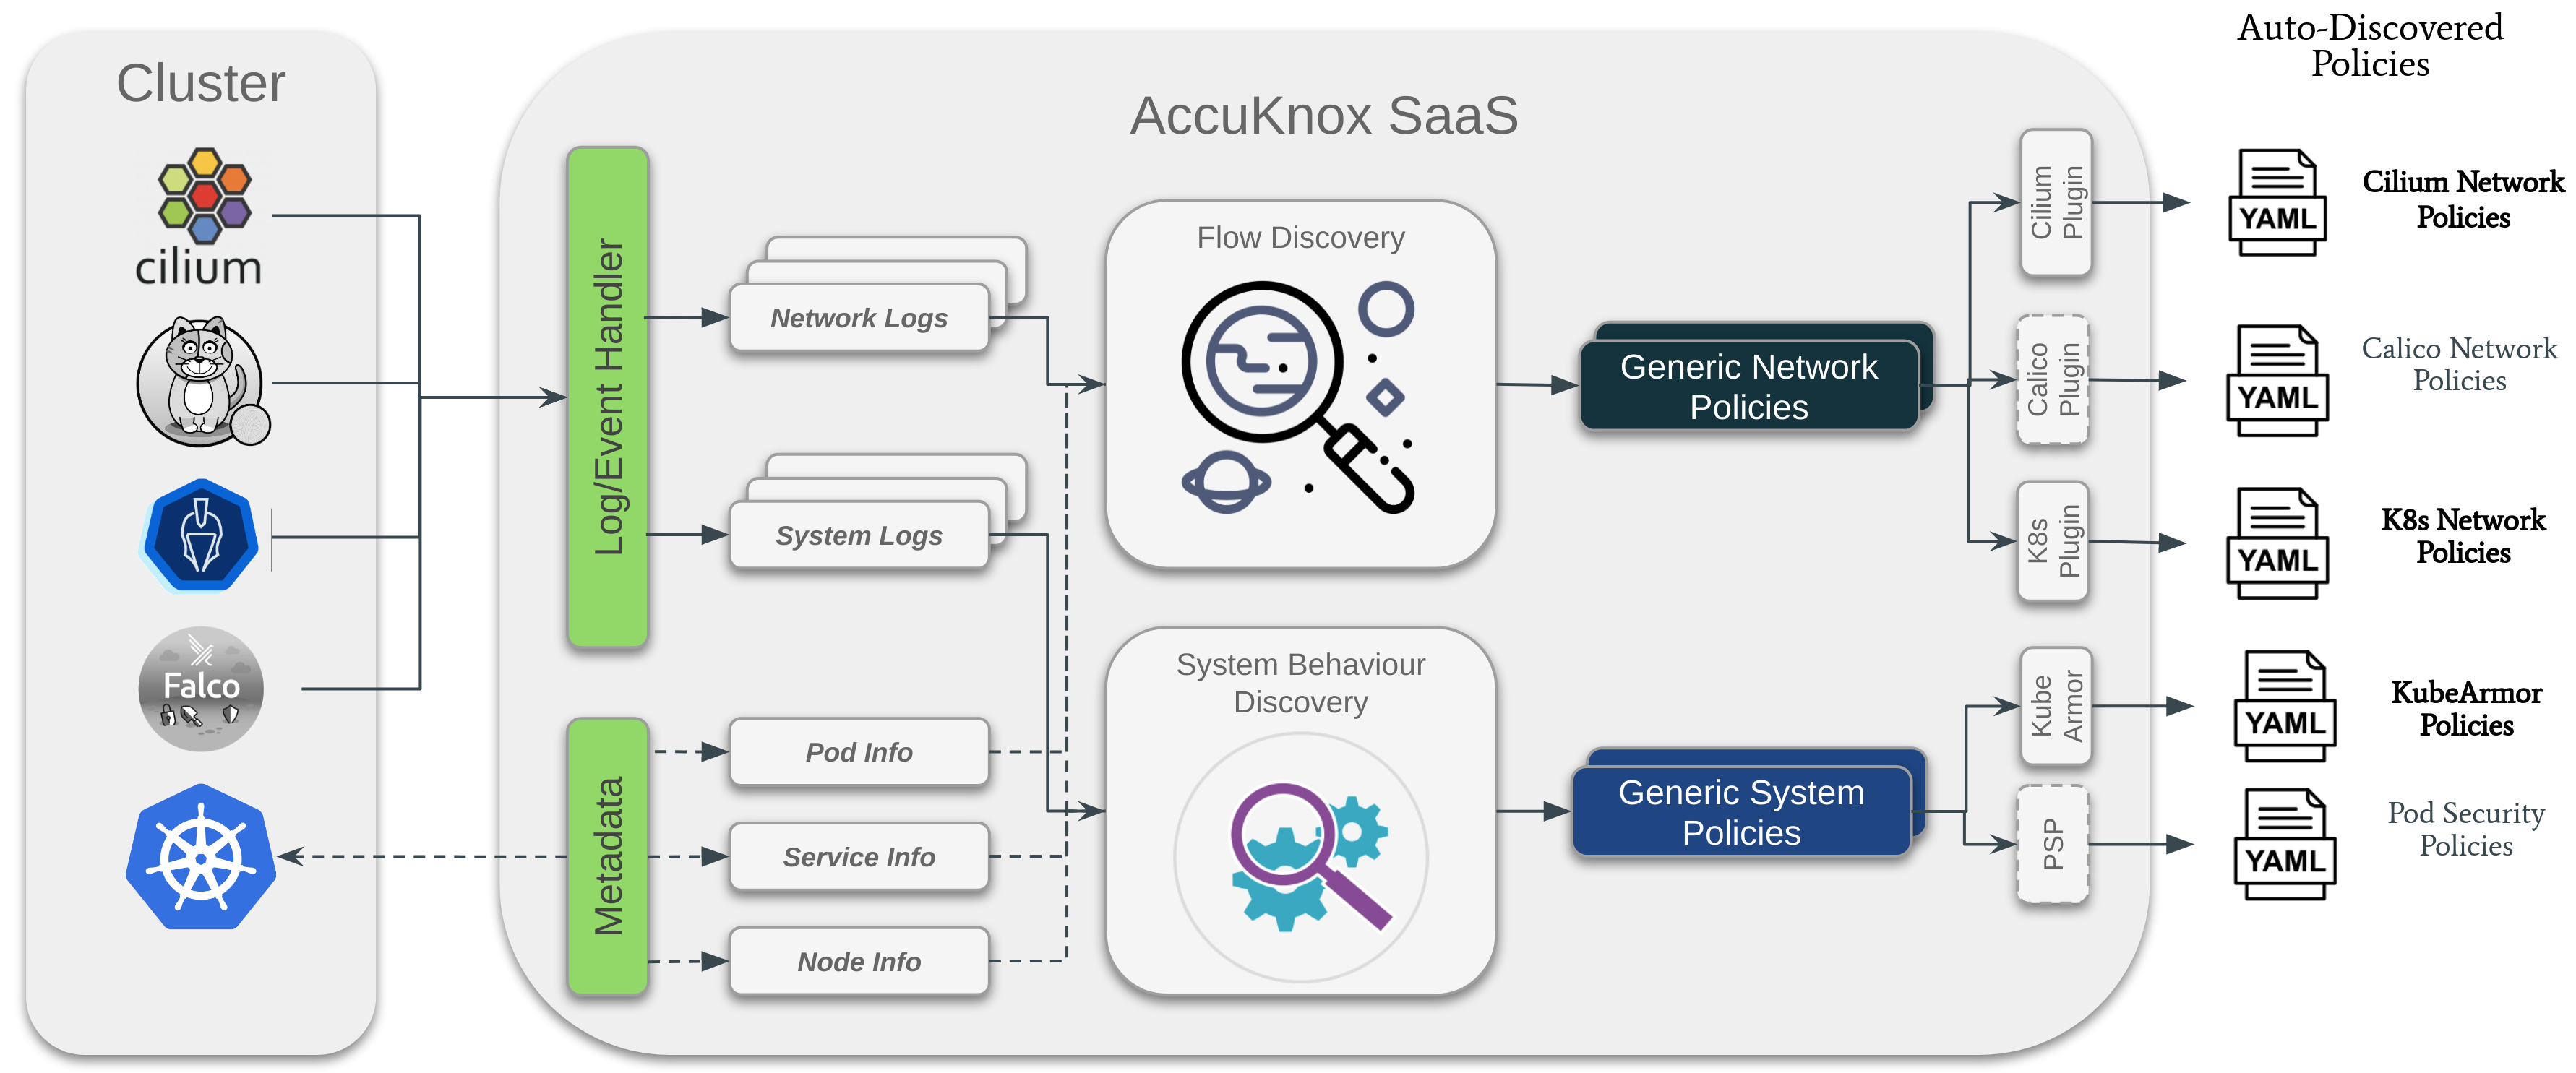 Auto-Discovered
Policies
Cluster
AccuKnox SaaS
cilium
Falco
Log/Event Handler
Metadata
Network Logs
System Logs
Pod Info
Service Info
Node Info
Flow Discovery
System Behaviour
Discovery
Generic Network
Policies
Generic System
Policies
Cilium
Plugin
Calico
Plugin
K8s
Plugin
Kube
Armor
PSP
YAML
Cilium Network
Policies
YAML
Calico Network
Policies
YAML
K8s Network
Policies
YAML
KubeArmor
Policies
YAML
Pod Security
Policies